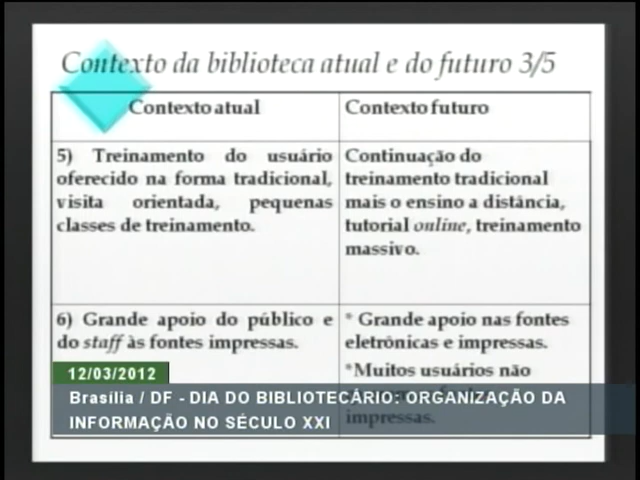 Contexto da biblioteca atual e do futuro 3/5
Contexto atual
Contexto futuro
5) Treinamento do usuário
oferecido na forma tradicional,
visita orientada, pequenas
classes de treinamento.
Continuação do
treinamento tradicional
mais o ensino a distância,
tutorial online, treinamento
massivo.
6) Grande apoio do público e
do staff às fontes impressas.
* Grande apoio nas fontes
eletrônicas e impressas.
*Muitos usuários não
impressas.
12/03/2012
Brasília / DF - DIA DO BIBLIOTECÁRIO: ORGANIZAÇÃO DA
INFORMAÇÃO NO SÉCULO XXI